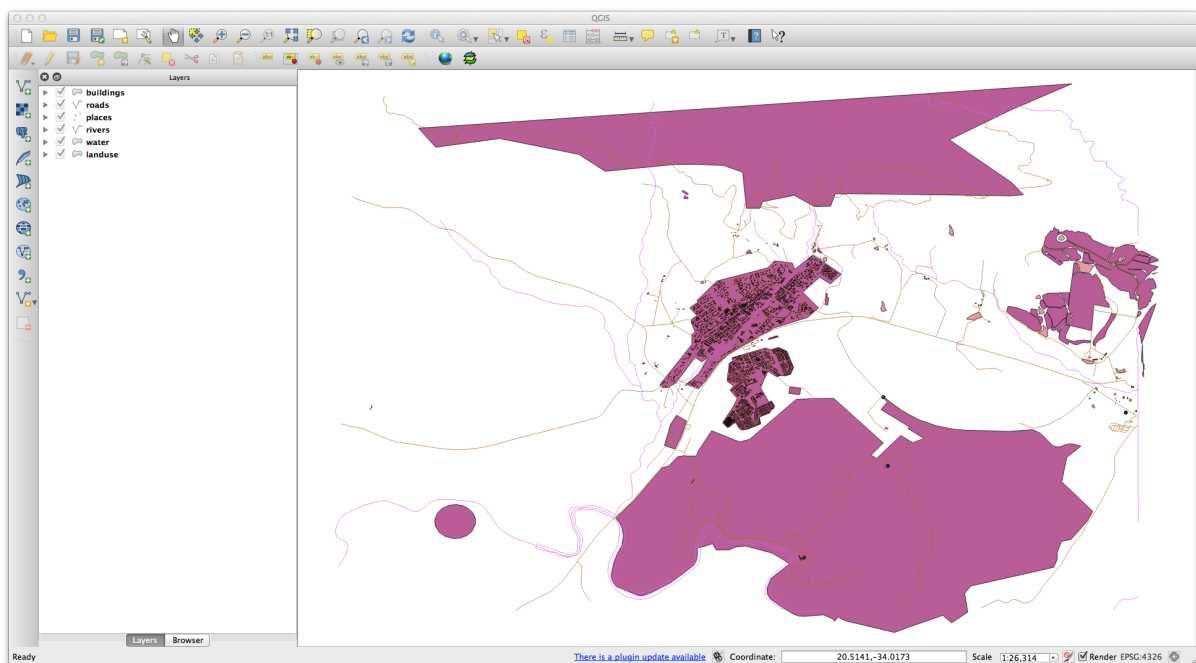 QGIS
Layers
buildings
roads
places
rivers
water
landuse
Layers
Browser
Ready
There is a plugin update available
Coordinate:
20.5141,-34.0173
Scale
1:26,314
Render
EPSG:4326